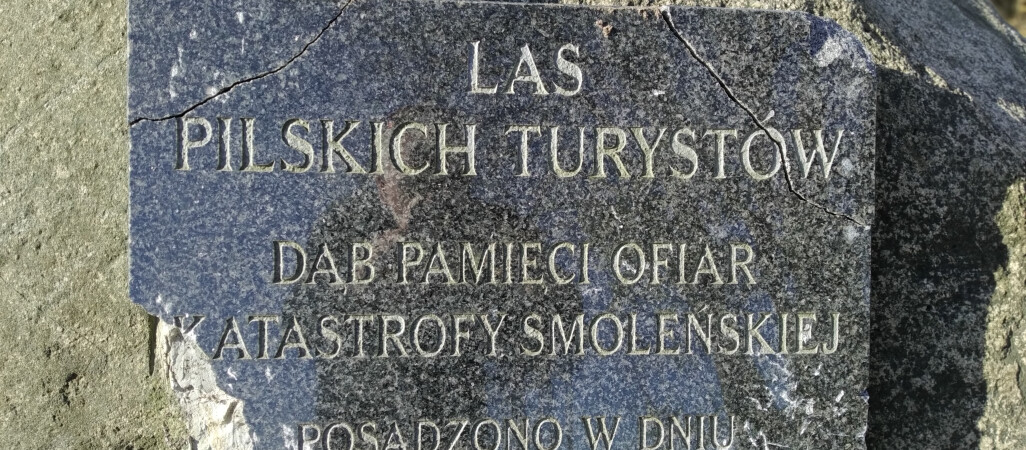 LAS
PILSKICH TURYSTÓW
DĄB PAMIĘCI OFIAR
KATASTROFY SMOLEŃSKIEJ
POSADZONO W DNIU